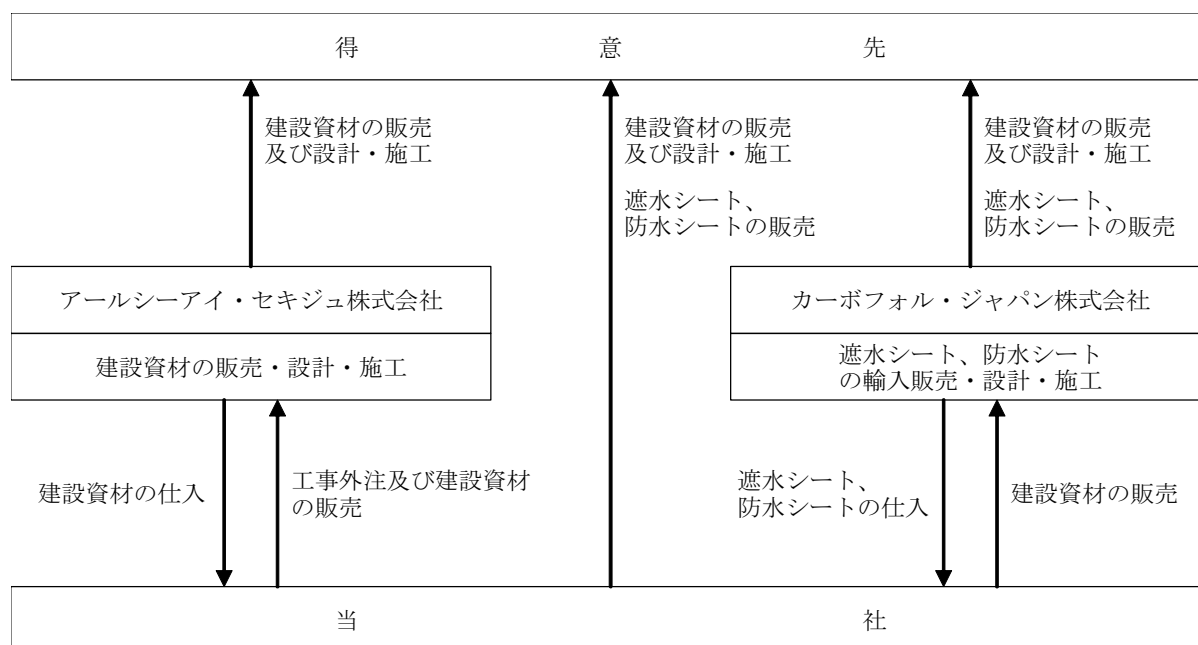 得意先
建設資材の販売
及び設計・施工
建設資材の販売
及び設計・施工
遮水シート、
防水シートの販売
建設資材の販売
及び設計・施工
遮水シート、
防水シートの販売
アールシーアイ・セキジュ株式会社
建設資材の販売・設計・施工
カーボフォル・ジャパン株式会社
遮水シート、防水シート
の輸入販売・設計・施工
建設資材の仕入
工事外注及び建設資材
の販売
遮水シート、
防水シートの仕入
建設資材の販売
当社